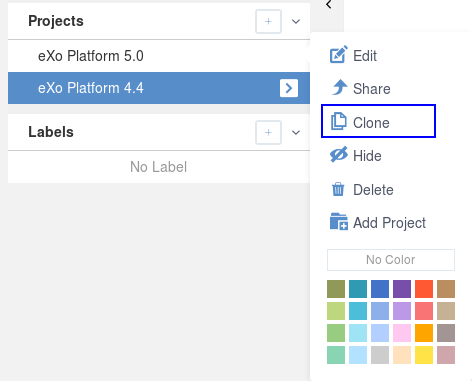 Projects
eXo Platform 5.0
eXo Platform 4.4
Labels
No Label
Edit
Share
Clone
Hide
Delete
Add Project
No Color